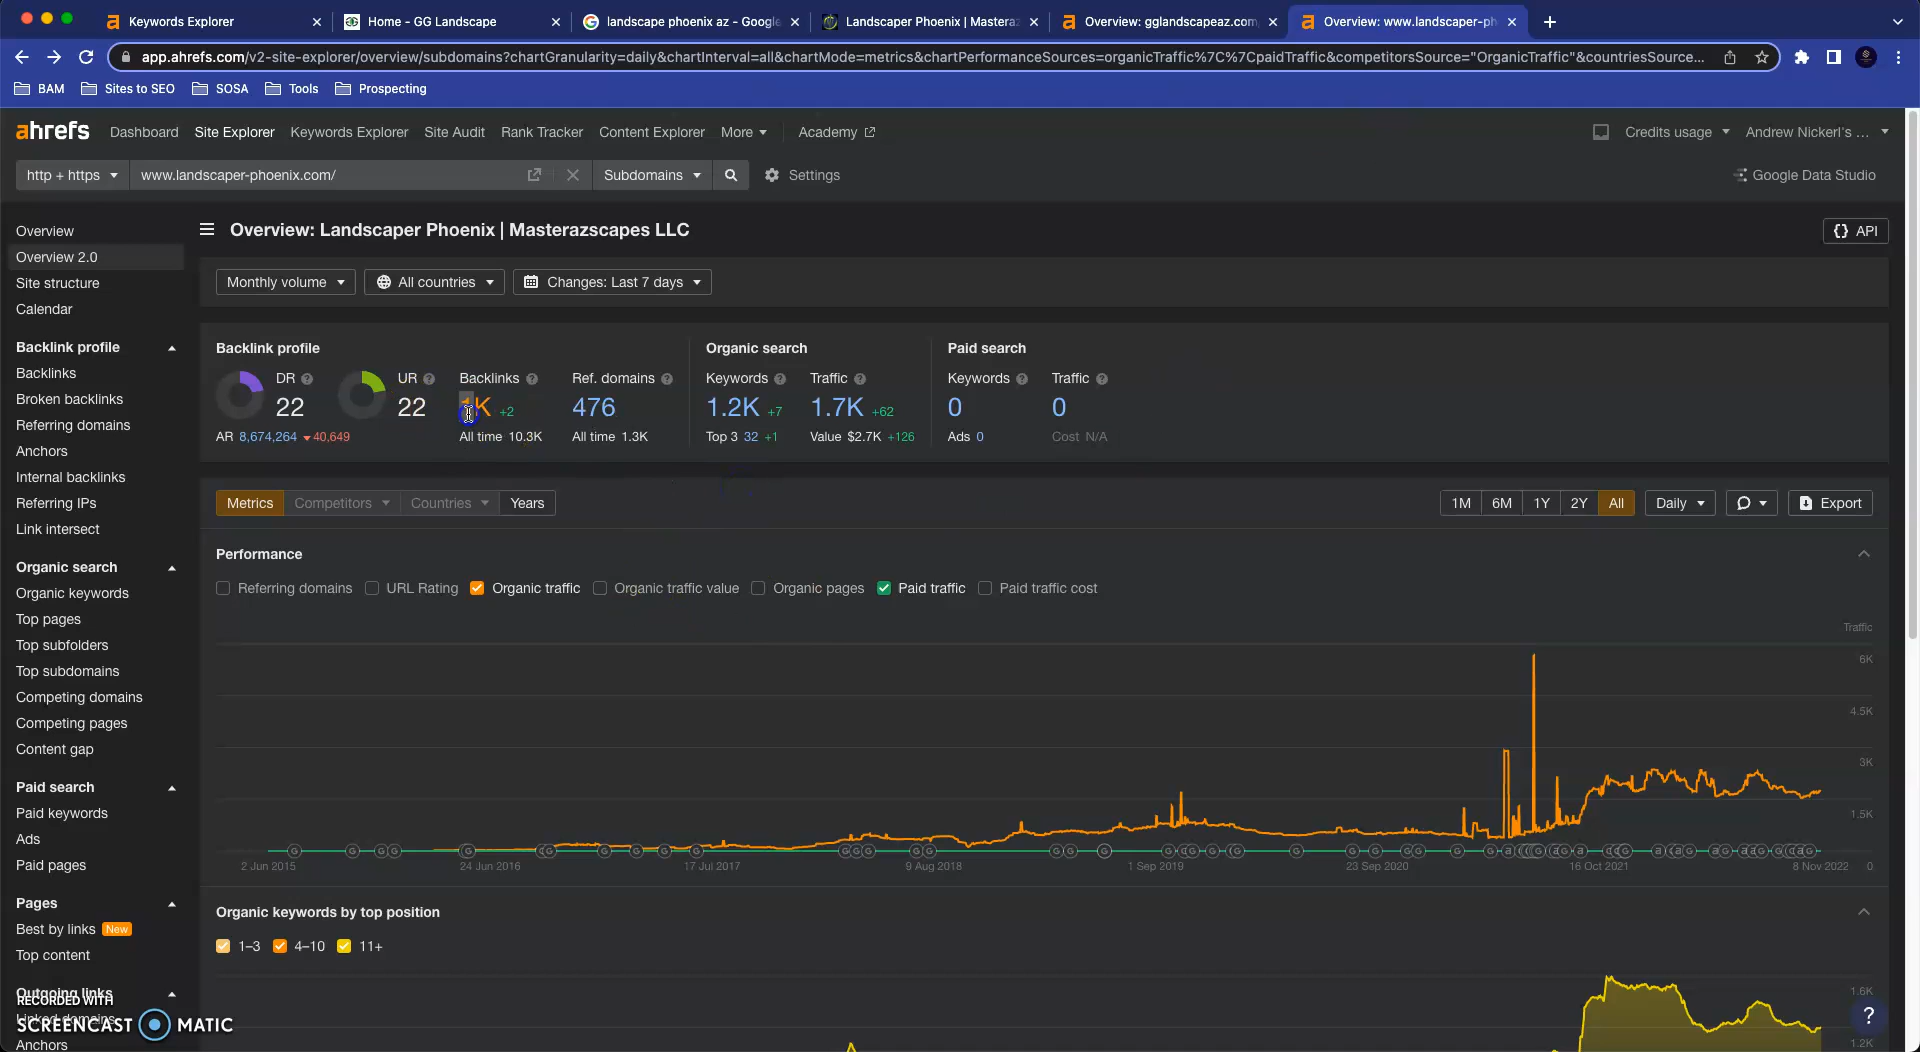 Keywords Explorer
Home - GG Landscape
landscape phoenix az - Google
Landscaper Phoenix | Masteraz
Overview: gglandscapeaz.com
Overview: www.landscaper-ph
app.ahrefs.com/v2-site-explorer/overview/subdomains?chartGranularity=daily&chartInterval=all&chartMode=metrics&chartPerformanceSources=organicTraffic%7C%7CpaidTraffic&competitorsSource="OrganicTraffic"&countriesSource...
BAM
Sites to SEO
SOSA
Tools
Prospecting
ahrefs
Dashboard
Site Explorer
Keywords Explorer
Site Audit
Rank Tracker
Content Explorer
More
Academy
Credits usage
Andrew Nickerl's ...
http + https
www.landscaper-phoenix.com/
Subdomains
Settings
Google Data Studio
Overview
Overview 2.0
Site structure
Calendar
Backlink profile
Backlinks
Broken backlinks
Referring domains
Anchors
Internal backlinks
Referring IPs
Link intersect
Organic search
Organic keywords
Top pages
Top subfolders
Top subdomains
Competing domains
Competing pages
Content gap
Paid search
Paid keywords
Ads
Paid pages
Pages
Best by links New
Top content
Outgoing links
Linked domains
Anchors
RECORDED WITH
SCREENCAST MATIC
Overview: Landscaper Phoenix | Masterazscapes LLC
{} API
Monthly volume
All countries
Changes: Last 7 days
Backlink profile
DR ?
22
AR 8,674,264 40,649
UR ?
22
Backlinks ?
1K +2
All time 10.3K
Ref. domains ?
476
All time 1.3K
Organic search
Keywords ?
1.2K +7
Top 3 32 +1
Traffic ?
1.7K +62
Value $2.7K +126
Paid search
Keywords ?
0
Ads 0
Traffic ?
0
Cost N/A
Metrics
Competitors
Countries
Years
1M
6M
1Y
2Y
All
Daily
Export
Performance
Referring domains
URL Rating
Organic traffic
Organic traffic value
Organic pages
Paid traffic
Paid traffic cost
Traffic
6K
4.5K
3K
1.5K
0
2 Jun 2015
24 Jun 2016
17 Jul 2017
9 Aug 2018
1 Sep 2019
23 Sep 2020
16 Oct 2021
8 Nov 2022
Organic keywords by top position
1–3
4–10
11+
1.6K
1.2K
?